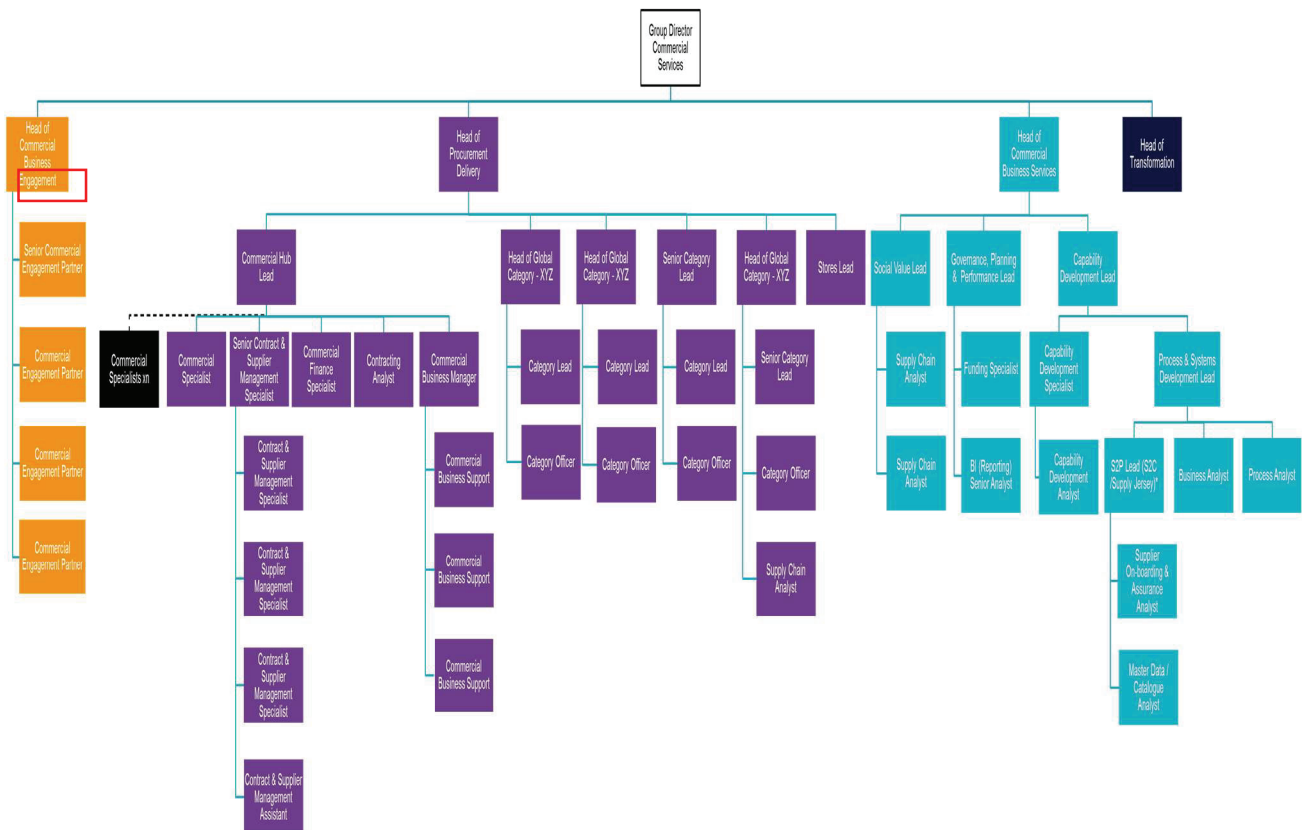 Group Director
Commercial
Services
Head of
Commercial
Business
Engagement
Head of
Procurement
Delivery
Head of
Commercial
Business Services
Head of
Transformation
Senior Commercial
Engagement Partner
Commercial
Engagement Partner
Commercial
Engagement Partner
Commercial
Engagement Partner
Commercial Hub
Lead
Head of Global
Category - XYZ
Head of Global
Category - XYZ
Senior Category
Lead
Head of Global
Category - XYZ
Stores Lead
Social Value Lead
Governance, Planning
& Performance Lead
Capability
Development Lead
Commercial
Specialists xn
Commercial
Specialist
Senior Contract &
Supplier
Management
Specialist
Commercial
Finance
Specialist
Contracting
Analyst
Commercial
Business Manager
Category Lead
Category Lead
Category Lead
Senior Category
Lead
Supply Chain
Analyst
Funding Specialist
Capability
Development
Specialist
Process & Systems
Development Lead
Contract &
Supplier
Management
Specialist
Commercial
Business Support
Category Officer
Category Officer
Category Officer
Category Officer
Supply Chain
Analyst
BI (Reporting)
Senior Analyst
Capability
Development Analyst
S2P Lead (S2C
/Supply Jersey)*
Business Analyst
Process Analyst
Contract &
Supplier
Management
Specialist
Commercial
Business Support
Supply Chain
Analyst
Supplier
On-boarding &
Assurance
Analyst
Contract &
Supplier
Management
Specialist
Commercial
Business Support
Master Data /
Catalogue
Analyst
Contract & Supplier
Management
Assistant